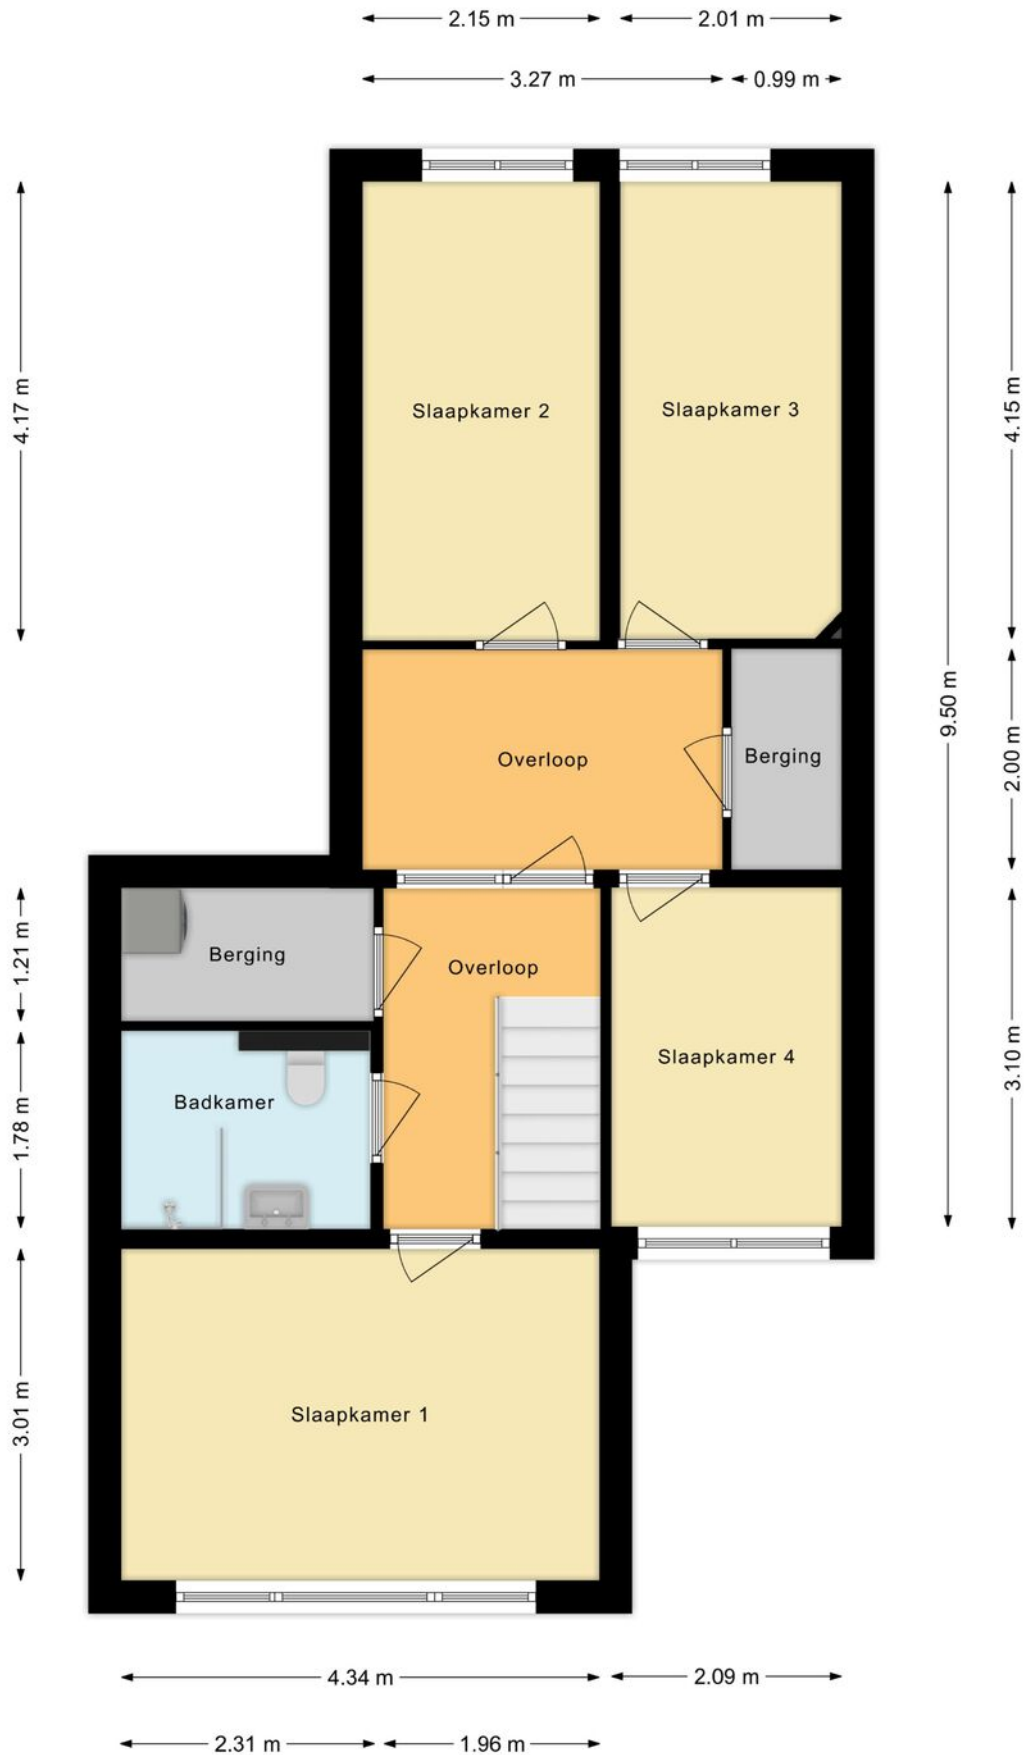 2.15 m
2.01 m
3.27 m
0.99 m
4.17 m
4.15 m
Slaapkamer 2
Slaapkamer 3
9.50 m
Overloop
Berging
2.00 m
1.21 m
Berging
Overloop
Slaapkamer 4
3.10 m
Badkamer
1.78 m
3.01 m
Slaapkamer 1
4.34 m
2.09 m
2.31 m
1.96 m